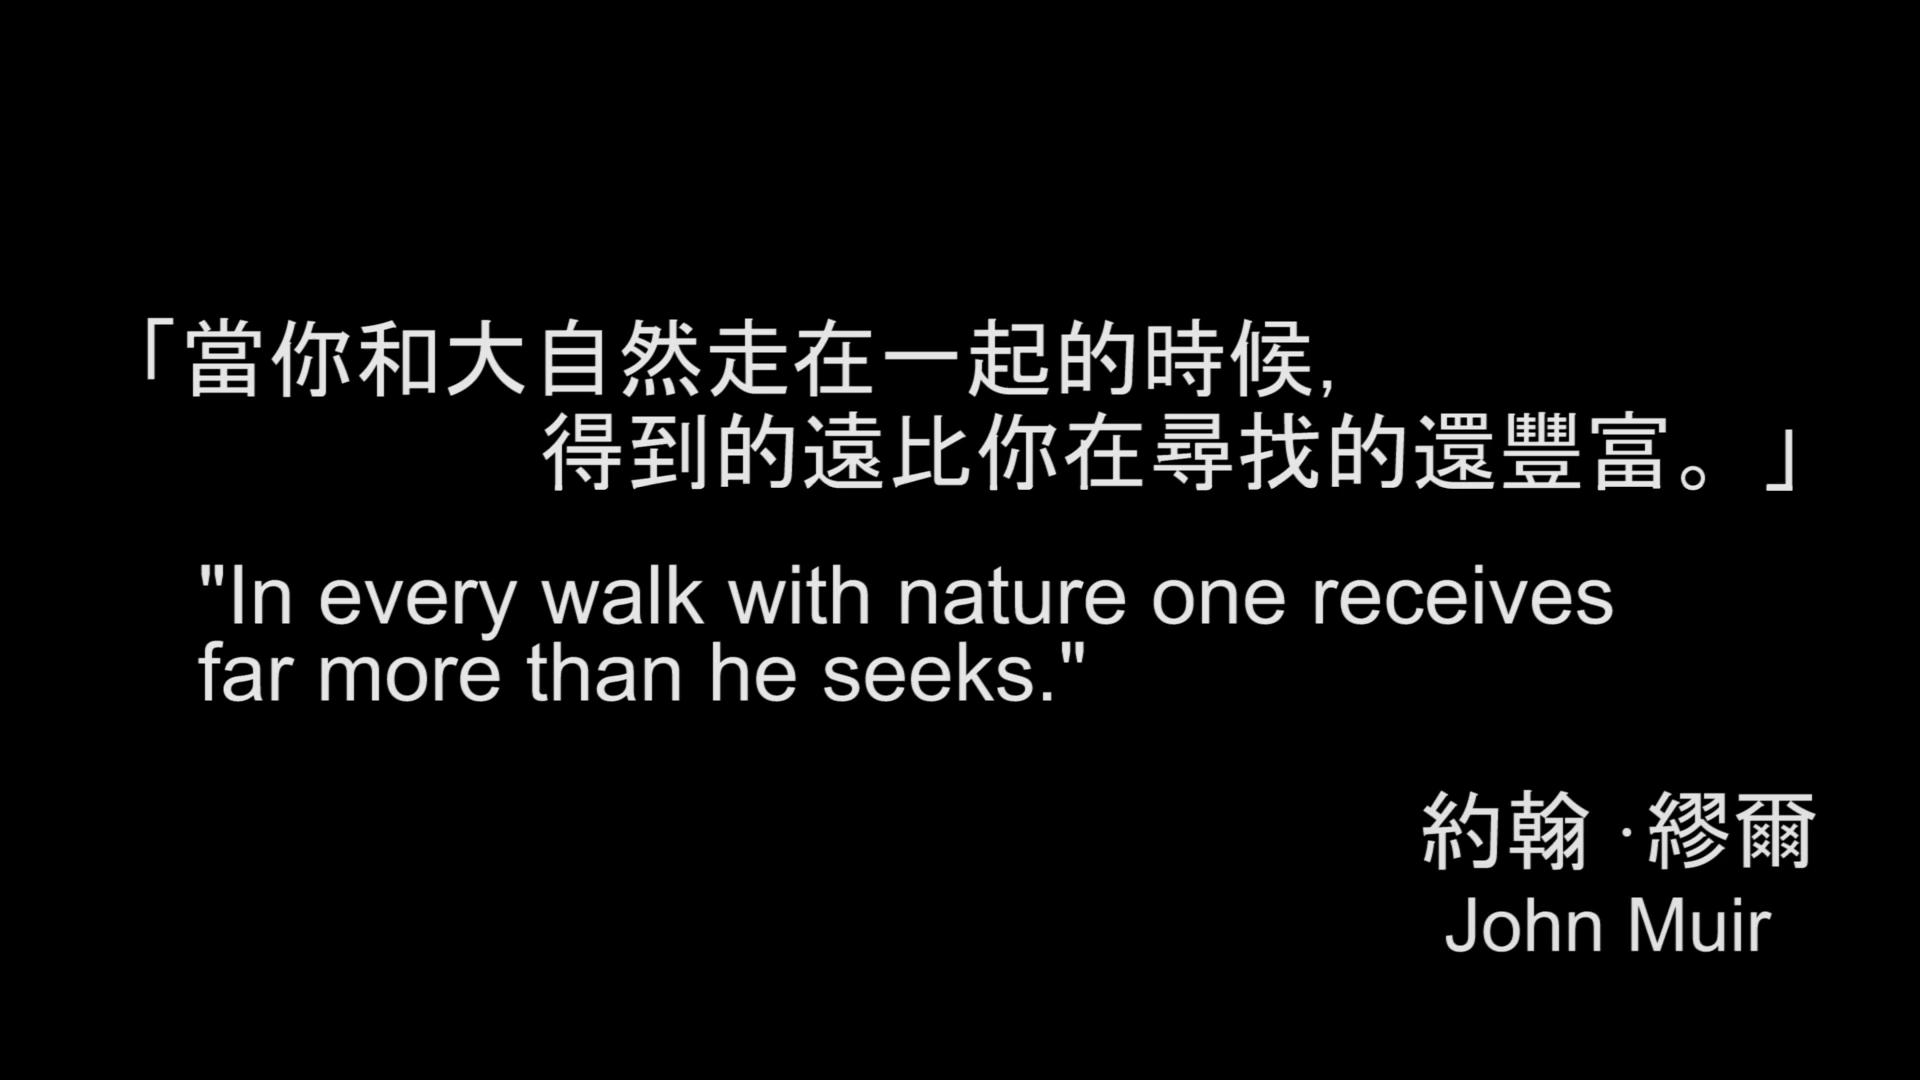 「當你和大自然走在一起的時候,
得到的遠比你在尋找的還豐富。」
"In every walk with nature one receives
far more than he seeks."
約翰 ·繆爾
John Muir